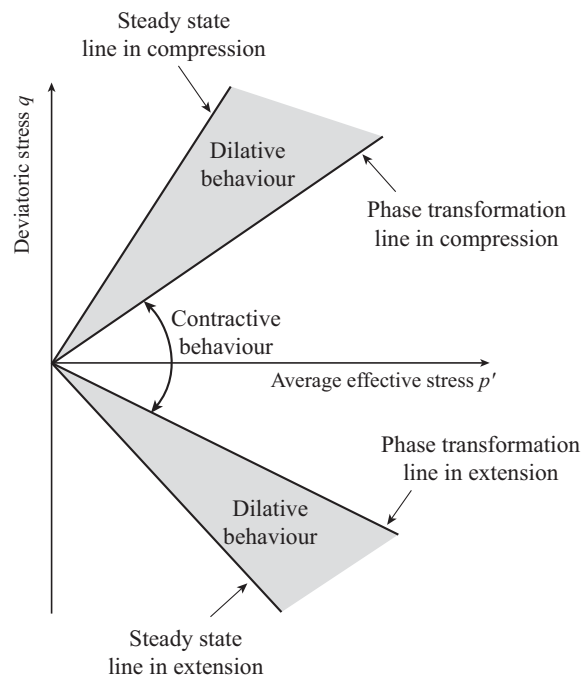 Steady state
line in compression
Deviatoric stress q
Dilative
behaviour
Phase transformation
line in compression
Contractive
behaviour
Average effective stress p′
Phase transformation
line in extension
Dilative
behaviour
Steady state
line in extension